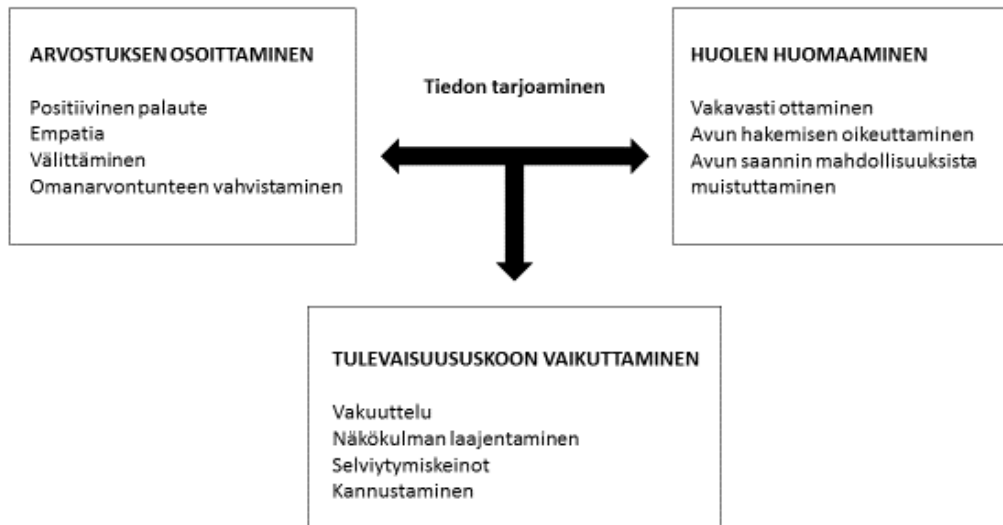 ARVOSTUKSEN OSOITTAMINEN
Positiivinen palaute
Empatia
Välittäminen
Omanarvontunteen vahvistaminen
Tiedon tarjoaminen
HUOLEN HUOMAAMINEN
Vakavasti ottaminen
Avun hakemisen oikeuttaminen
Avun saannin mahdollisuuksista
muistuttaminen
TULEVAISUUSUSKOON VAIKUTTAMINEN
Vakuuttelu
Näkökulman laajentaminen
Selviytymiskeinot
Kannustaminen